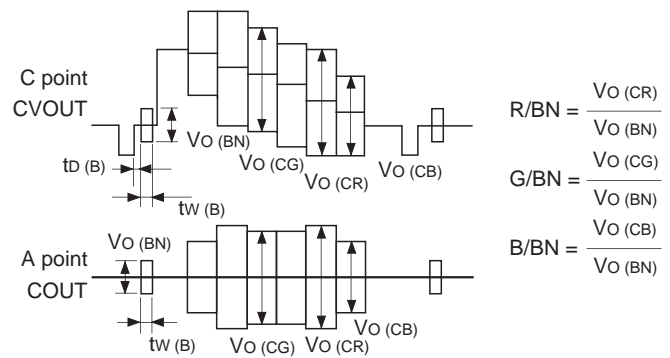 C point
CVOUT
VO (BN)
tD (B)
VO (CG)
VO (CB)
VO (CR)
tW (B)
VO (BN)
A point
COUT
VO (CB)
tW (B)
VO (CG)
VO (CR)
R/BN = VO (CR)
VO (BN)
G/BN = VO (CG)
VO (BN)
B/BN = VO (CB)
VO (BN)